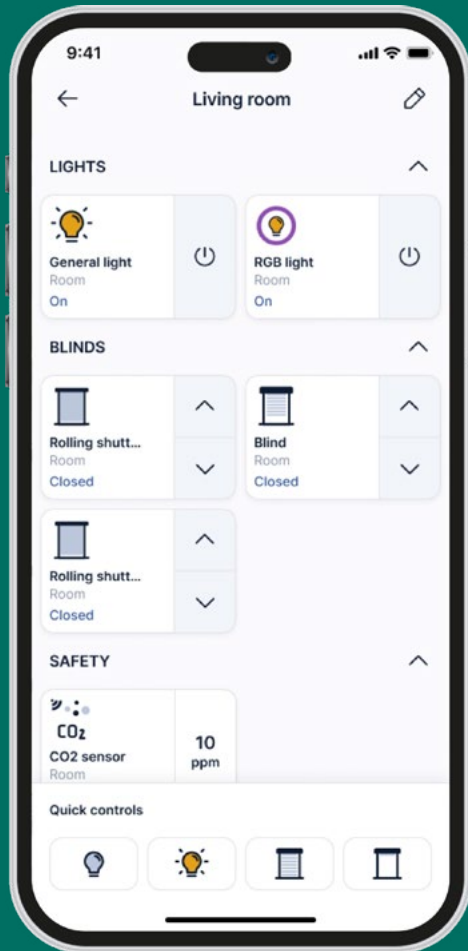 9:41
Living room
LIGHTS
General light
Room
On
RGB light
Room
On
BLINDS
Rolling shutt...
Room
Closed
Blind
Room
Closed
Rolling shutt...
Room
Closed
SAFETY
CO2
CO2 sensor
Room
10
ppm
Quick controls